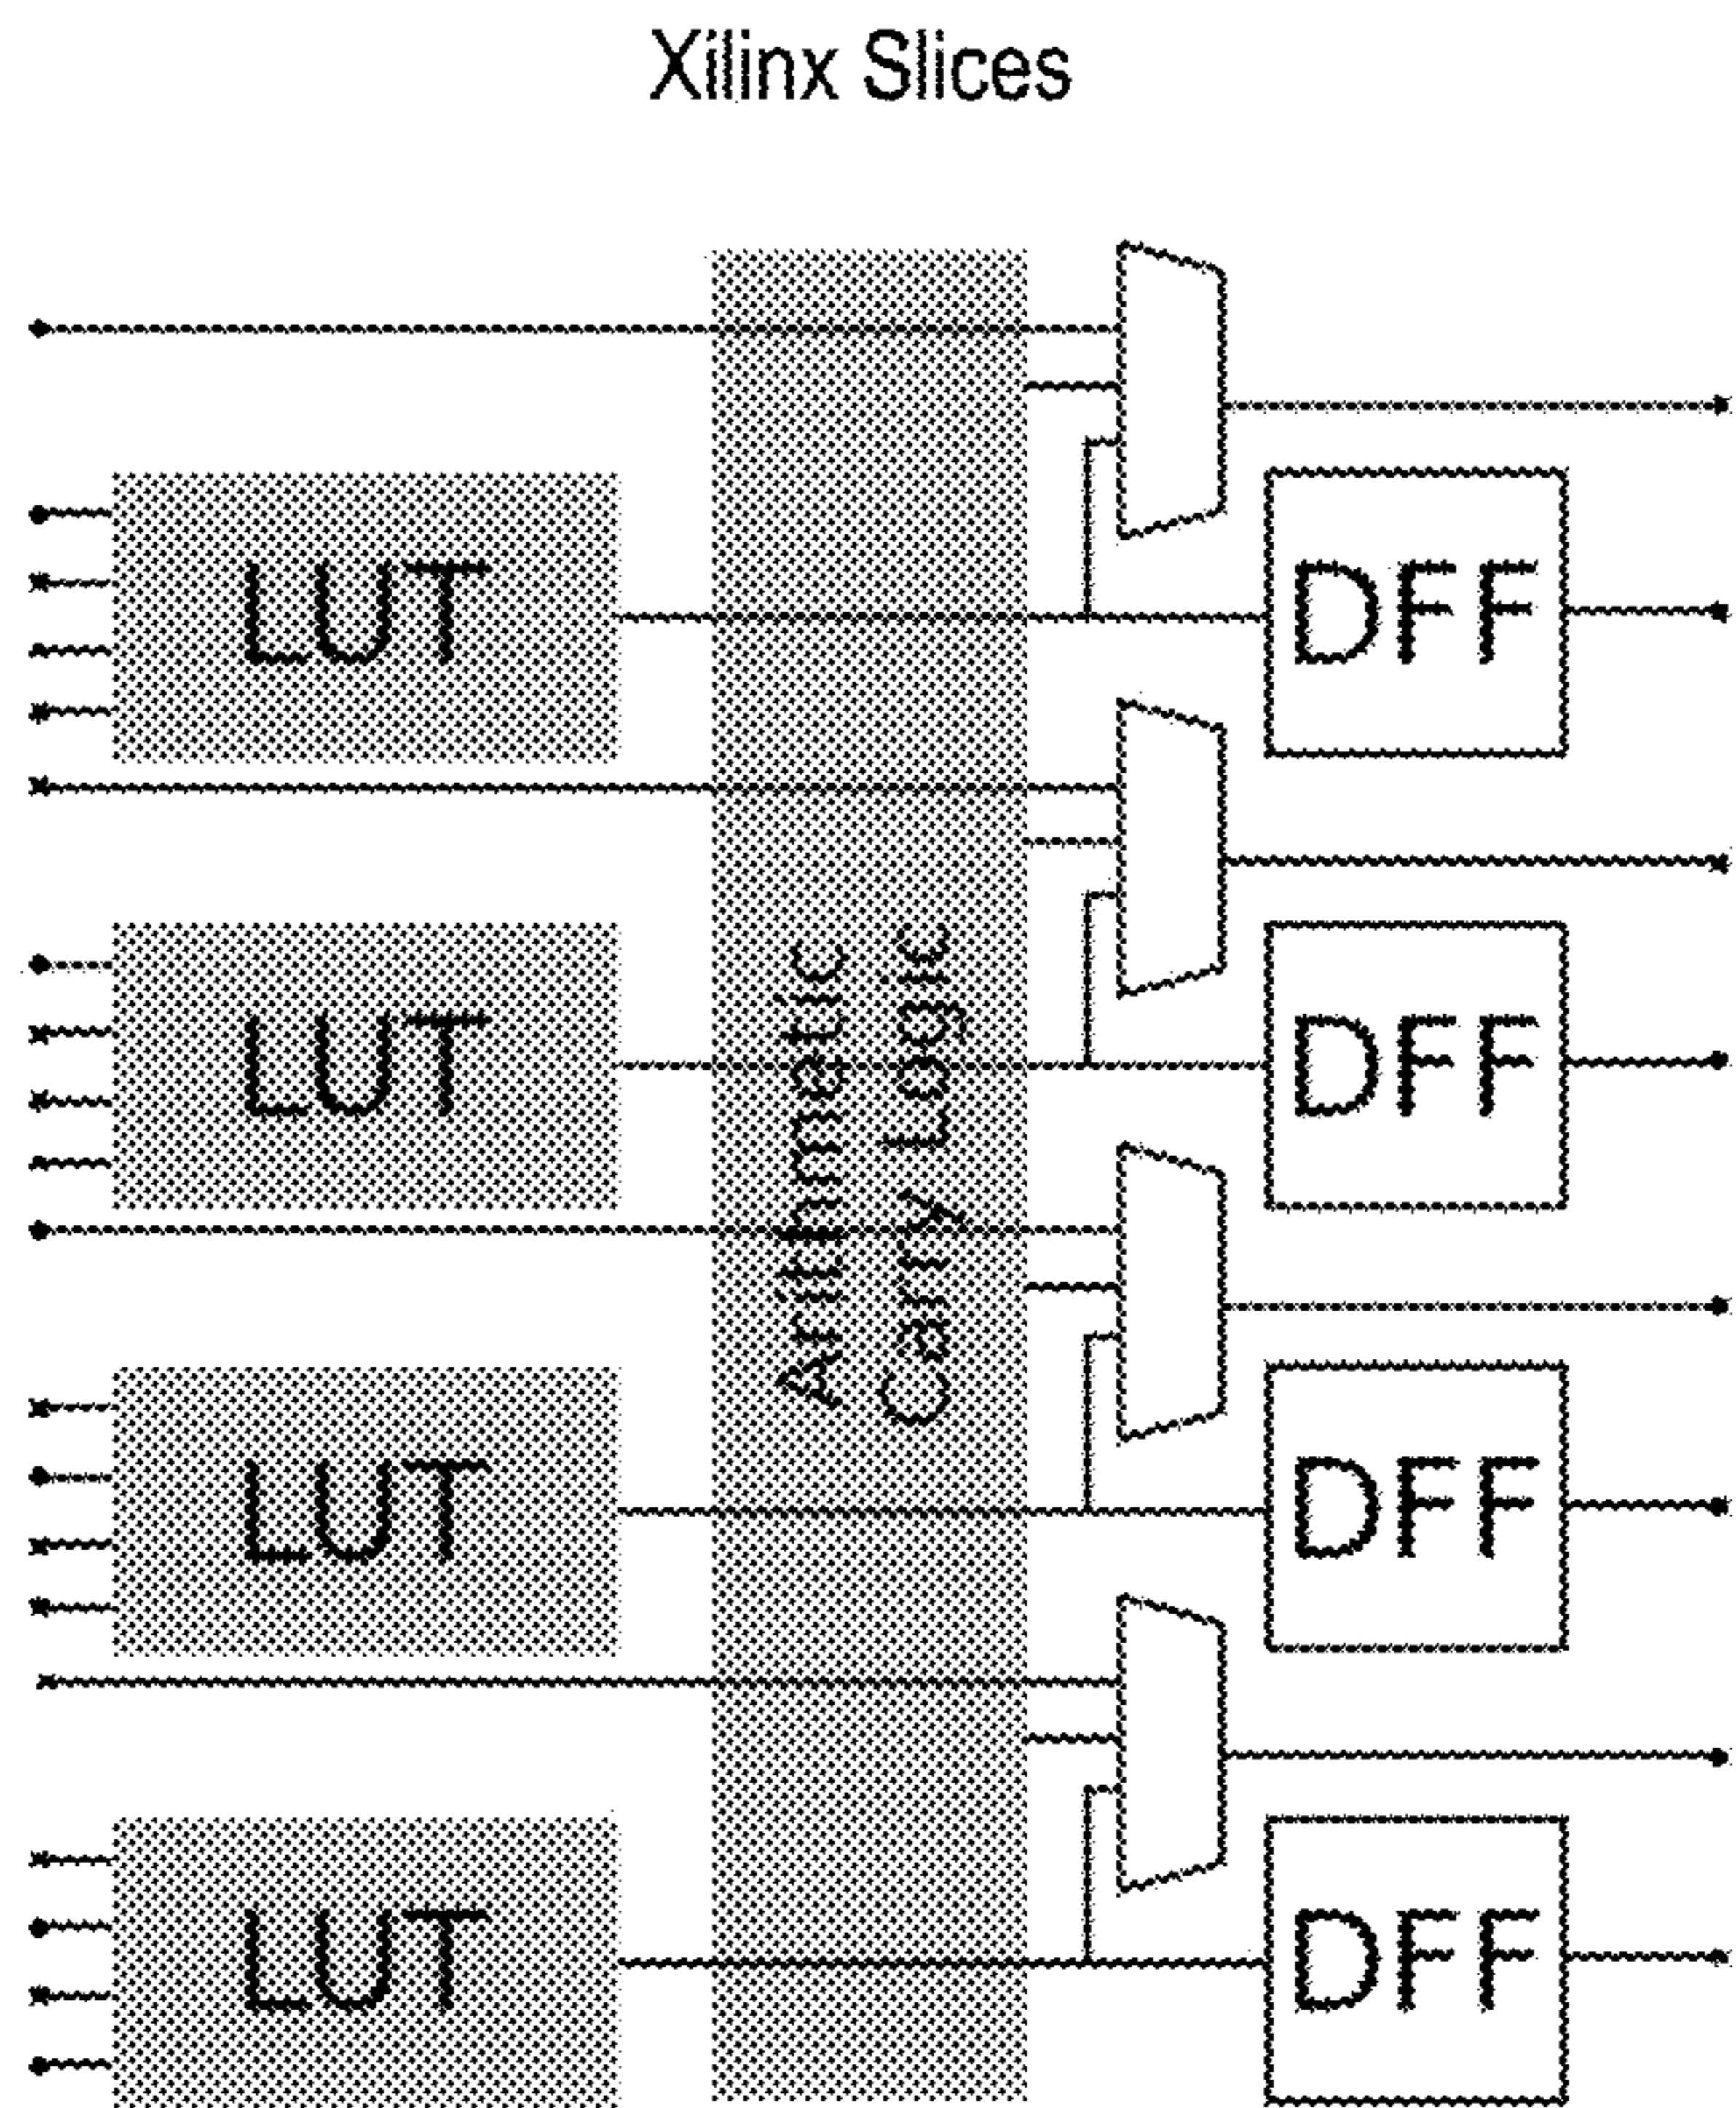 Xilinx Slices
LUT
DFF
LUT
DFF
Arithmetic
Carry Logic
LUT
DFF
LUT
DFF